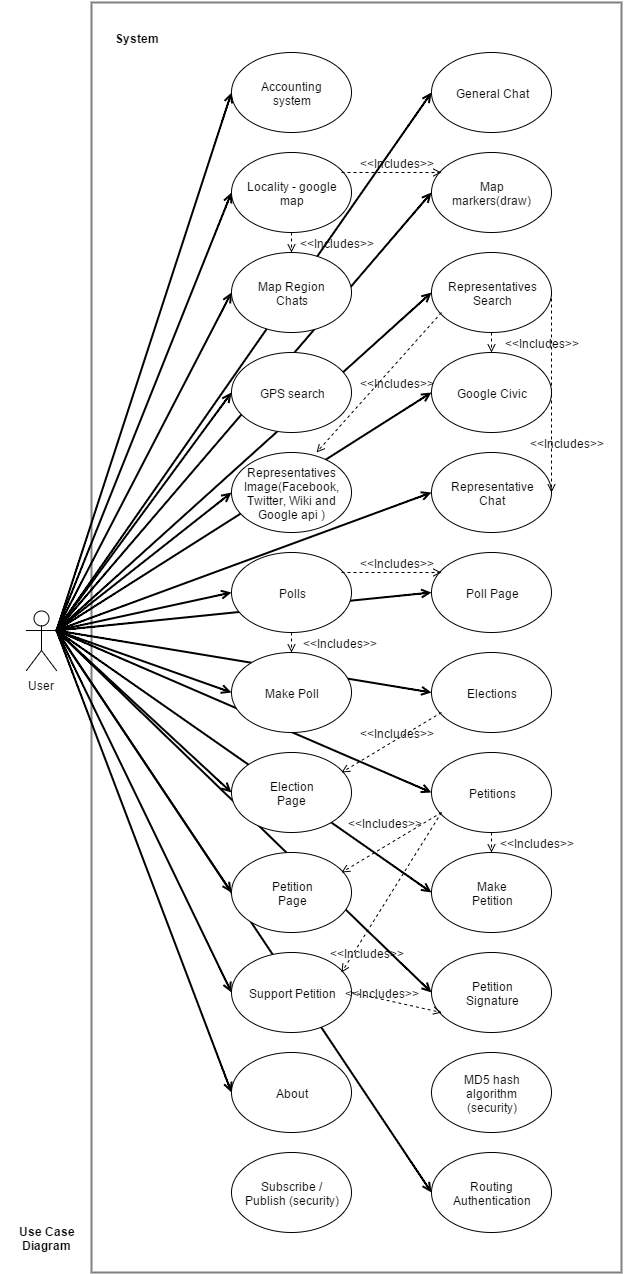 System
Accounting
system
General Chat
<<Includes>>
Locality - google
map
Map
markers(draw)
<<Includes>>
Map Region
Chats
Representatives
Search
<<Includes>>
GPS search
<<Includes>>
Google Civic
<<Includes>>
Representatives
Image(Facebook,
Twitter, Wiki and
Google api )
Representative
Chat
Polls
<<Includes>>
Poll Page
User
<<Includes>>
Make Poll
Elections
<<Includes>>
Election
Page
Petitions
<<Includes>>
<<Includes>>
Petition
Page
Make
Petition
<<Includes>>
Support Petition
<<Includes>>
Petition
Signature
About
MD5 hash
algorithm
(security)
Subscribe /
Publish (security)
Routing
Authentication
Use Case
Diagram